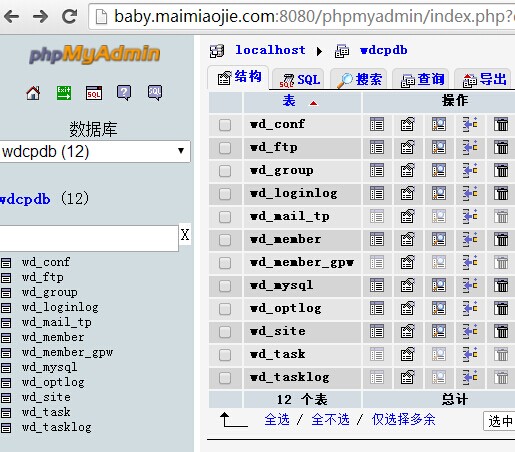 baby.maimiaojie.com:8080/phpmyadmin/index.php?
phpMyAdmin
数据库
wdcpdb (12)
wdcpdb (12)
X
wd_conf
wd_ftp
wd_group
wd_loginlog
wd_mail_tp
wd_member
wd_member_gpw
wd_mysql
wd_optlog
wd_site
wd_task
wd_tasklog
localhost wdcpdb
结构 SQL 搜索 查询 导出
表 操作
wd_conf
wd_ftp
wd_group
wd_loginlog
wd_mail_tp
wd_member
wd_member_gpw
wd_mysql
wd_optlog
wd_site
wd_task
wd_tasklog
12 个表 总计
全选 / 全不选 / 仅选择多余 选中